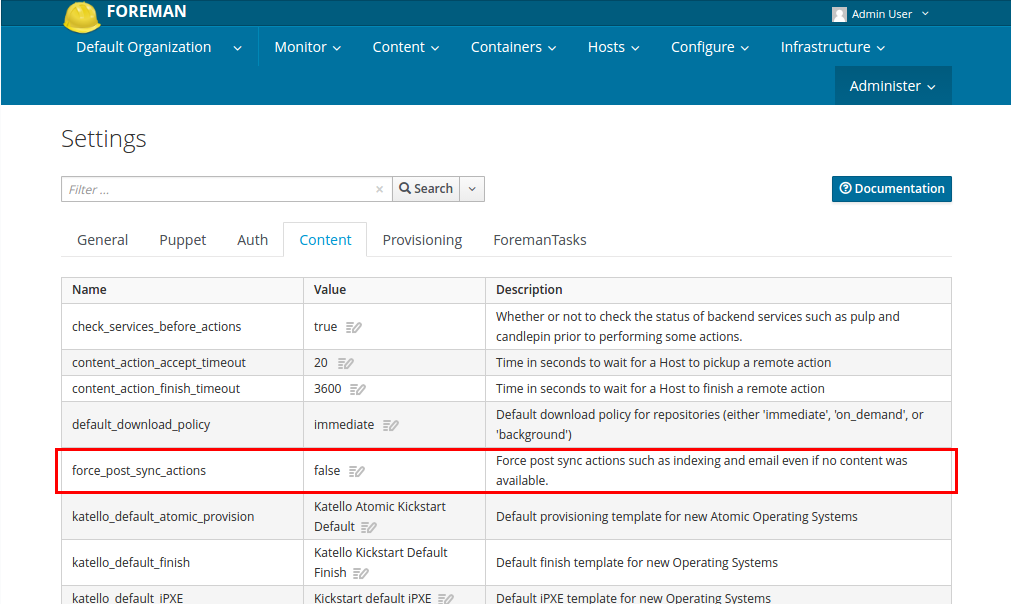 FOREMAN
Admin User
Default Organization Monitor Content Containers Hosts Configure Infrastructure
Administer
Settings
Filter ... × Search
Documentation
General Puppet Auth Content Provisioning ForemanTasks
Name Value Description
check_services_before_actions true Whether or not to check the status of backend services such as pulp and
candlepin prior to performing some actions.
content_action_accept_timeout 20 Time in seconds to wait for a Host to pickup a remote action
content_action_finish_timeout 3600 Time in seconds to wait for a Host to finish a remote action
default_download_policy immediate Default download policy for repositories (either 'immediate', 'on_demand', or
'background')
force_post_sync_actions false Force post sync actions such as indexing and email even if no content was
available.
katello_default_atomic_provision Katello Atomic Kickstart
Default Default provisioning template for new Atomic Operating Systems
katello_default_finish Katello Kickstart Default
Finish Default finish template for new Operating Systems
katello_default_iPXE Kickstart default iPXE Default iPXE template for new Operating Systems